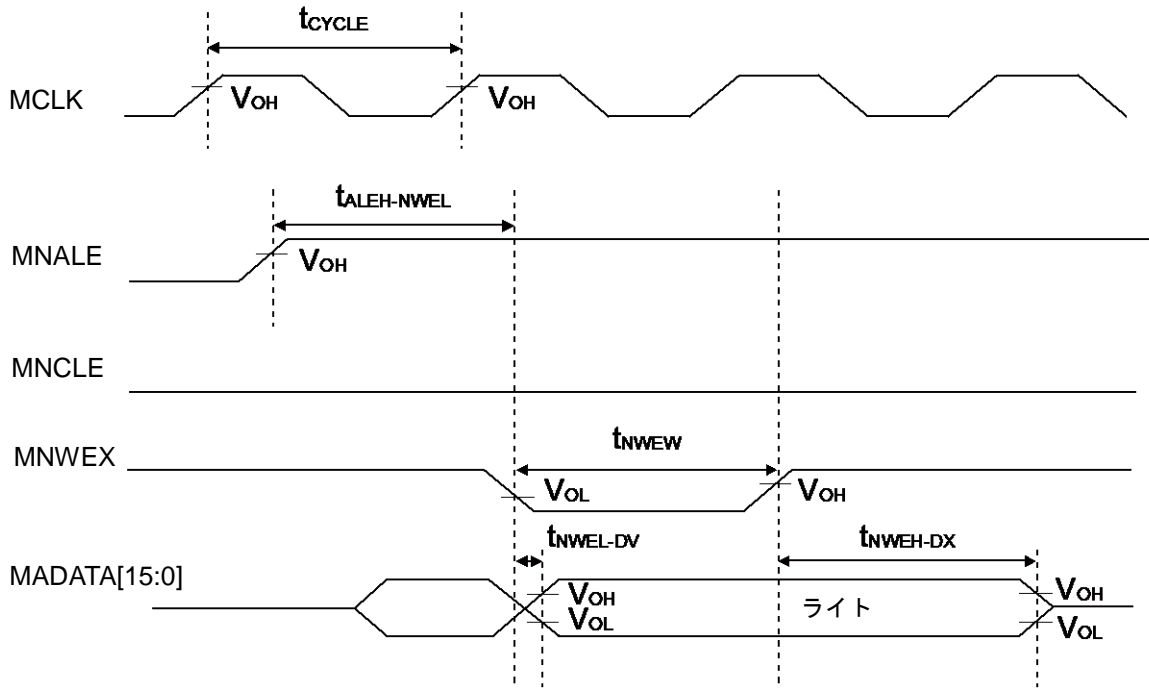 tCYCLE
MCLK
VOH
VOH
tALEH-NWEL
MNALE
VOH
MNCLE
tNWEW
MNWEX
VOL
VOH
tNWEL-DV
tNWEH-DX
MADATA[15:0]
VOH
VOL
ライト
VOH
VOL